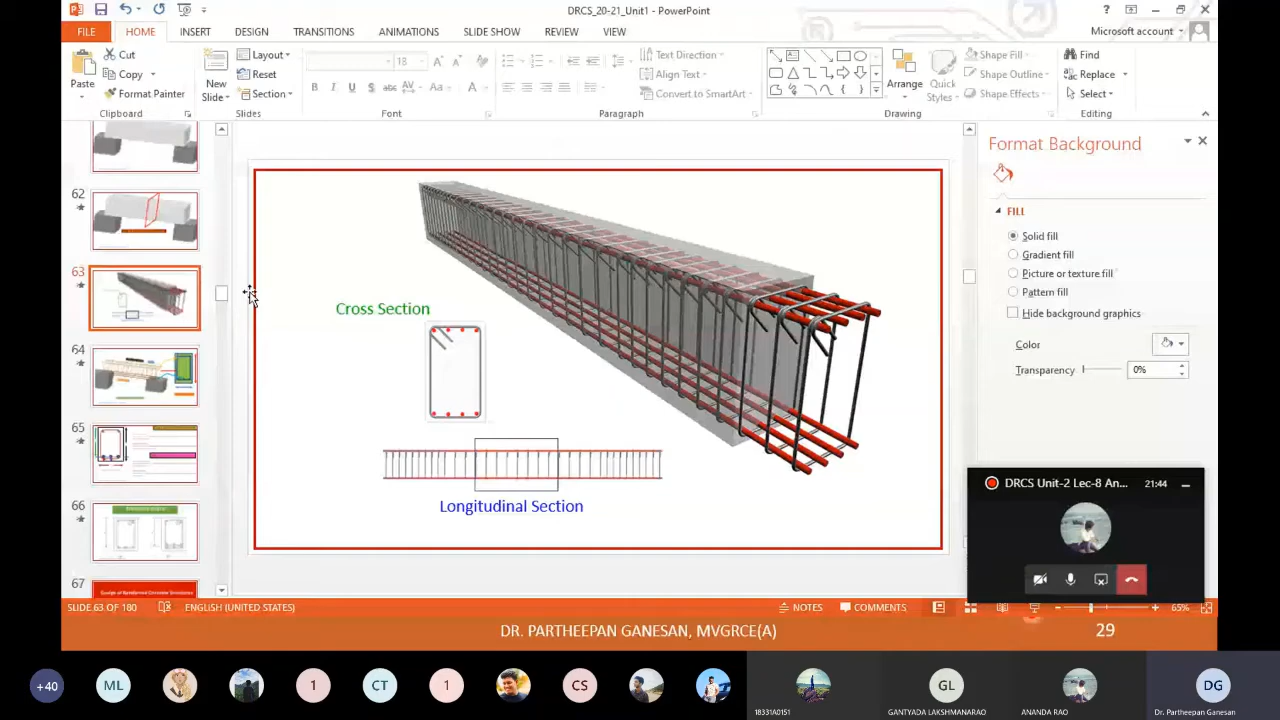 DRCS_20-21_Unit1 - PowerPoint
FILE HOME INSERT DESIGN TRANSITIONS ANIMATIONS SLIDE SHOW REVIEW VIEW Microsoft account
Paste
Cut
Copy
Format Painter
Clipboard
New Slide
Layout
Reset
Section
Slides
18
Font
Text Direction
Align Text
Convert to SmartArt
Paragraph
Arrange
Quick Styles
Shape Fill
Shape Outline
Shape Effects
Drawing
Find
Replace
Select
Editing
62
63
64
65
66
67
Cross Section
Longitudinal Section
Format Background
FILL
Solid fill
Gradient fill
Picture or texture fill
Pattern fill
Hide background graphics
Color
Transparency 0%
DRCS Unit-2 Lec-8 An... 21:44
SLIDE 63 OF 180 ENGLISH (UNITED STATES) NOTES COMMENTS 65%
DR. PARTHEEPAN GANESAN, MVGRCE(A) 29
+40 ML 1 CT 1 CS GL DG
18331A0151 GANTYADA LAKSHMANARAO ANANDA RAO Dr. Partheepan Ganesan